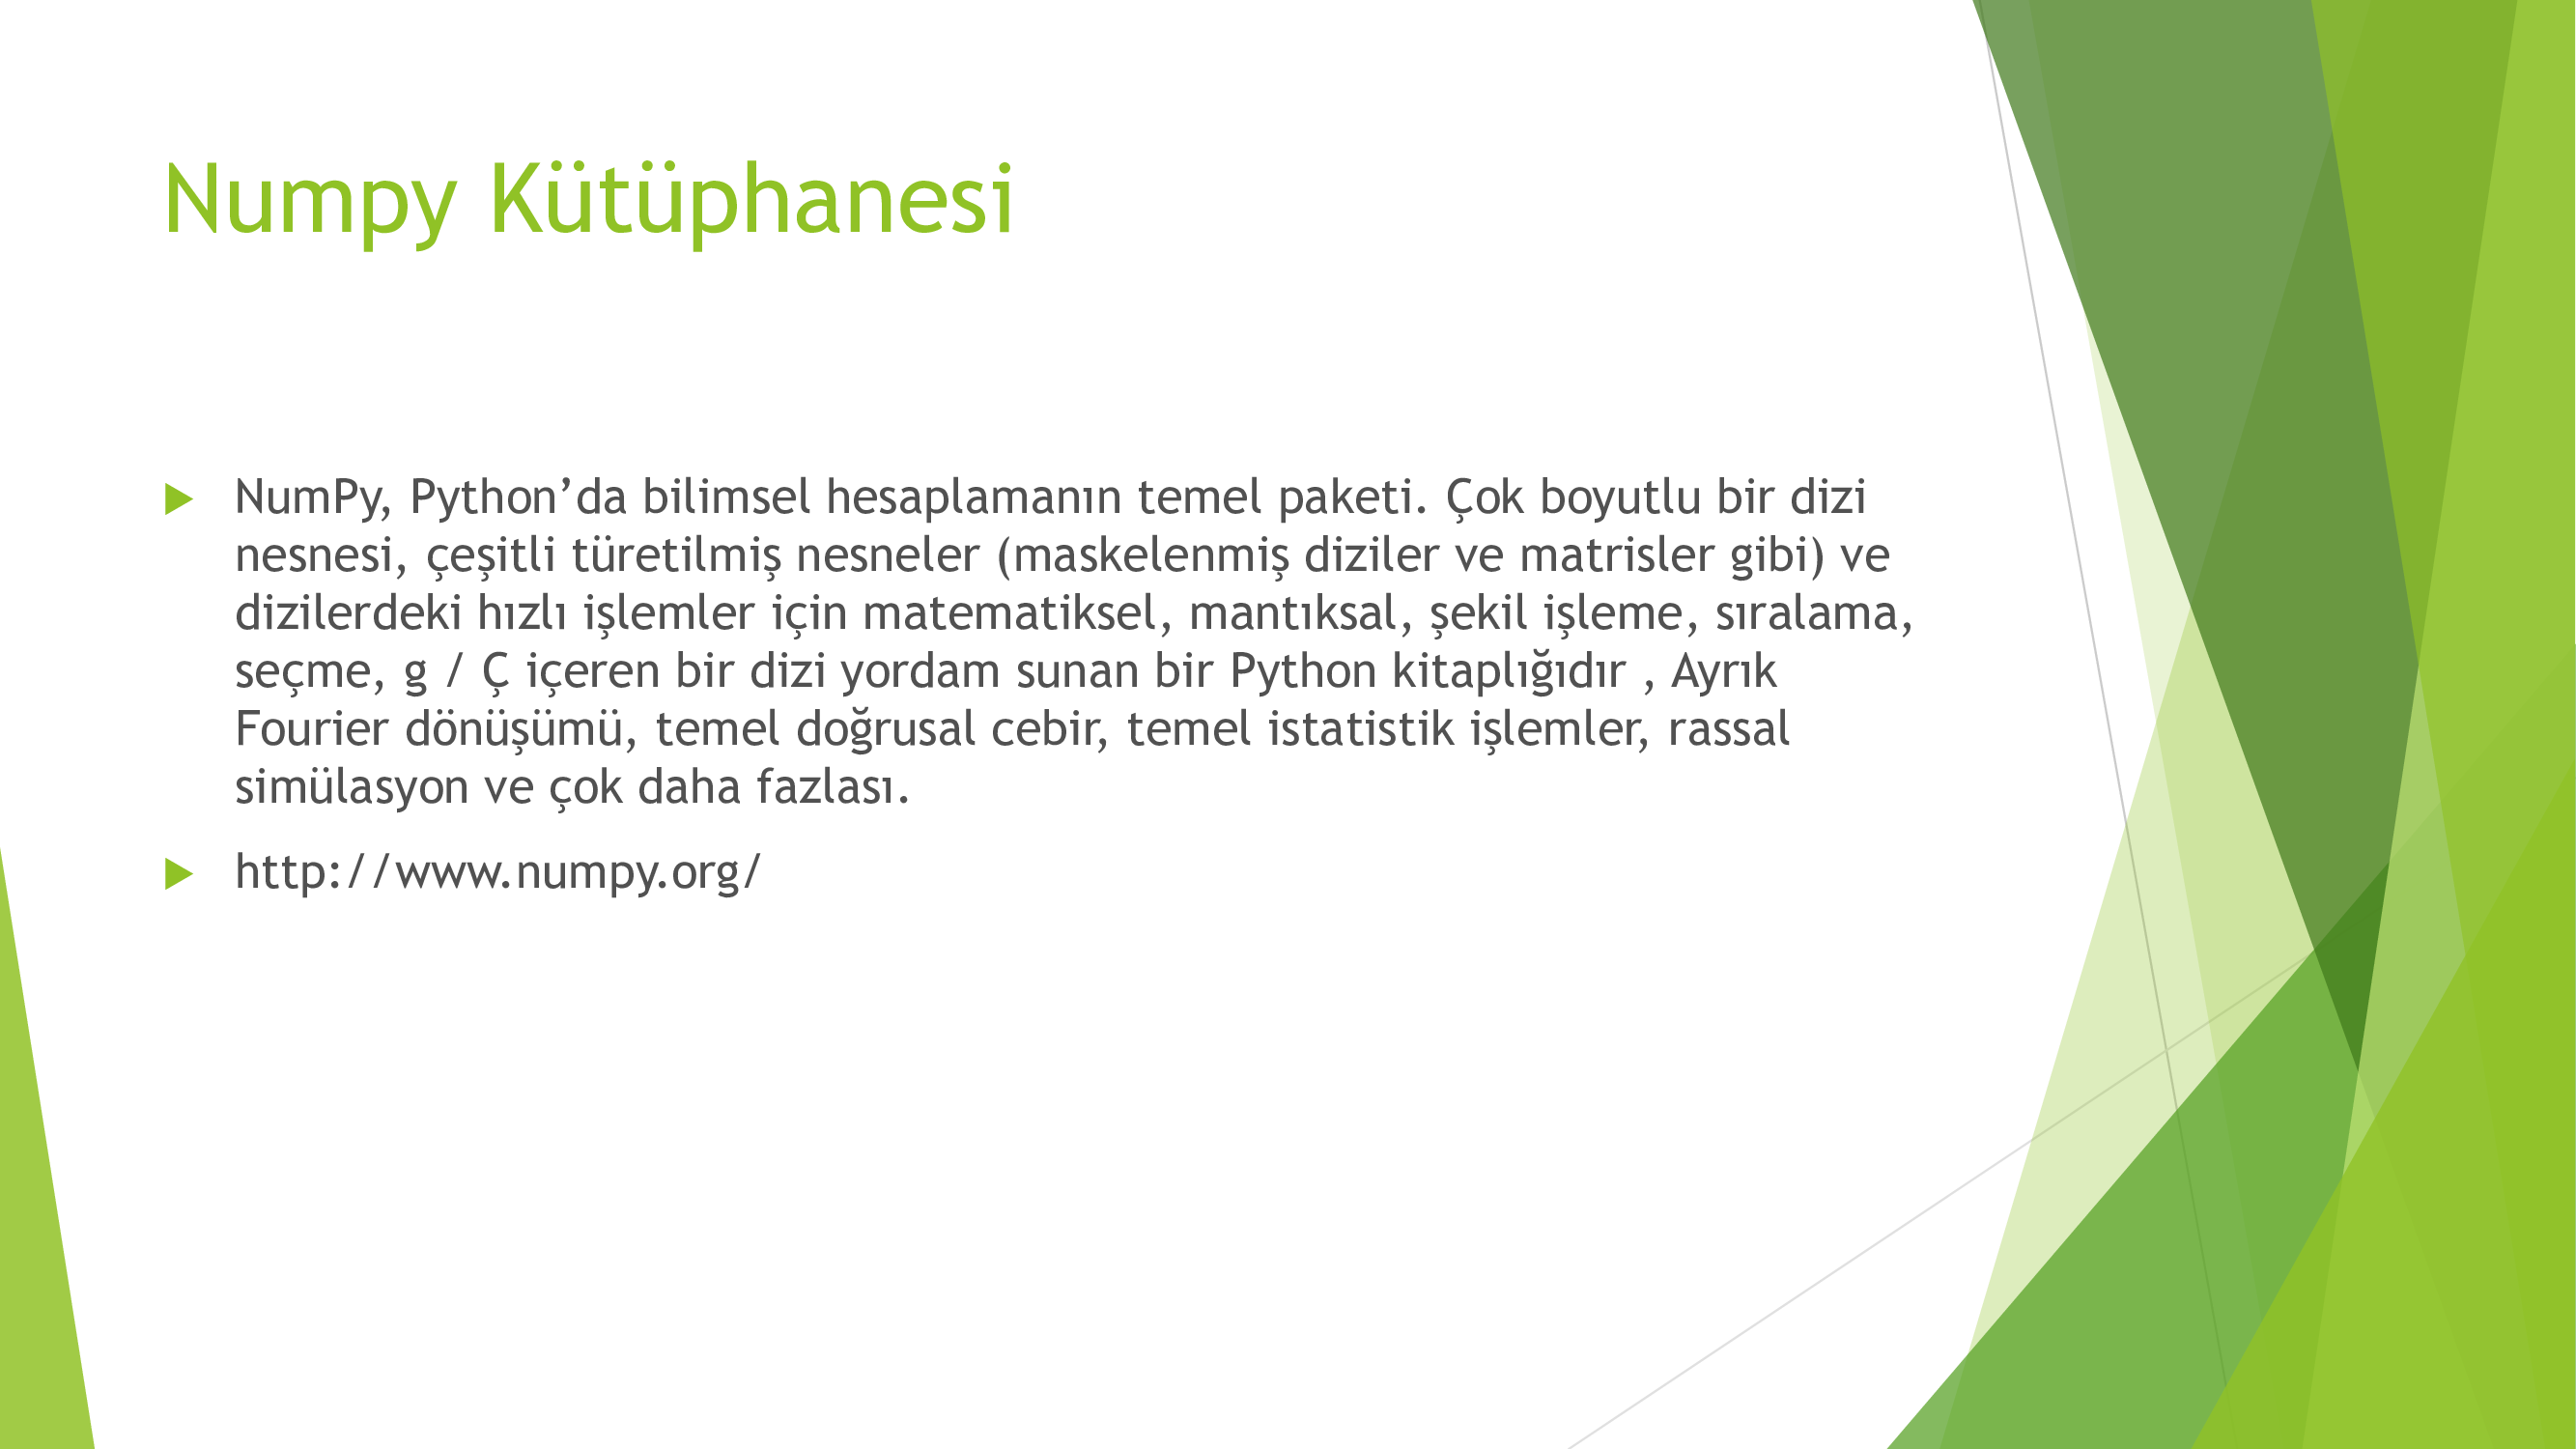 Numpy Kütüphanesi
NumPy, Python’da bilimsel hesaplamanın temel paketi. Çok boyutlu bir dizi
nesnesi, çeşitli türetilmiş nesneler (maskelenmiş diziler ve matrisler gibi) ve
dizilerdeki hızlı işlemler için matematiksel, mantıksal, şekil işleme, sıralama,
seçme, g / Ç içeren bir dizi yordam sunan bir Python kitaplığıdır , Ayrık
Fourier dönüşümü, temel doğrusal cebir, temel istatistik işlemler, rassal
simülasyon ve çok daha fazlası.
http://www.numpy.org/